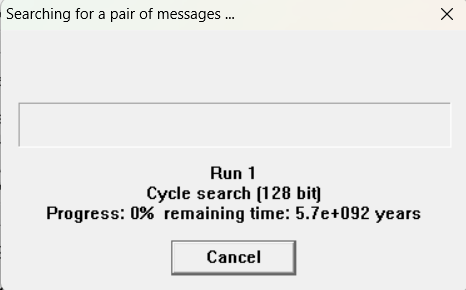 Searching for a pair of messages ...
Run 1
Cycle search (128 bit)
Progress: 0%  remaining time: 5.7e+092 years
Cancel